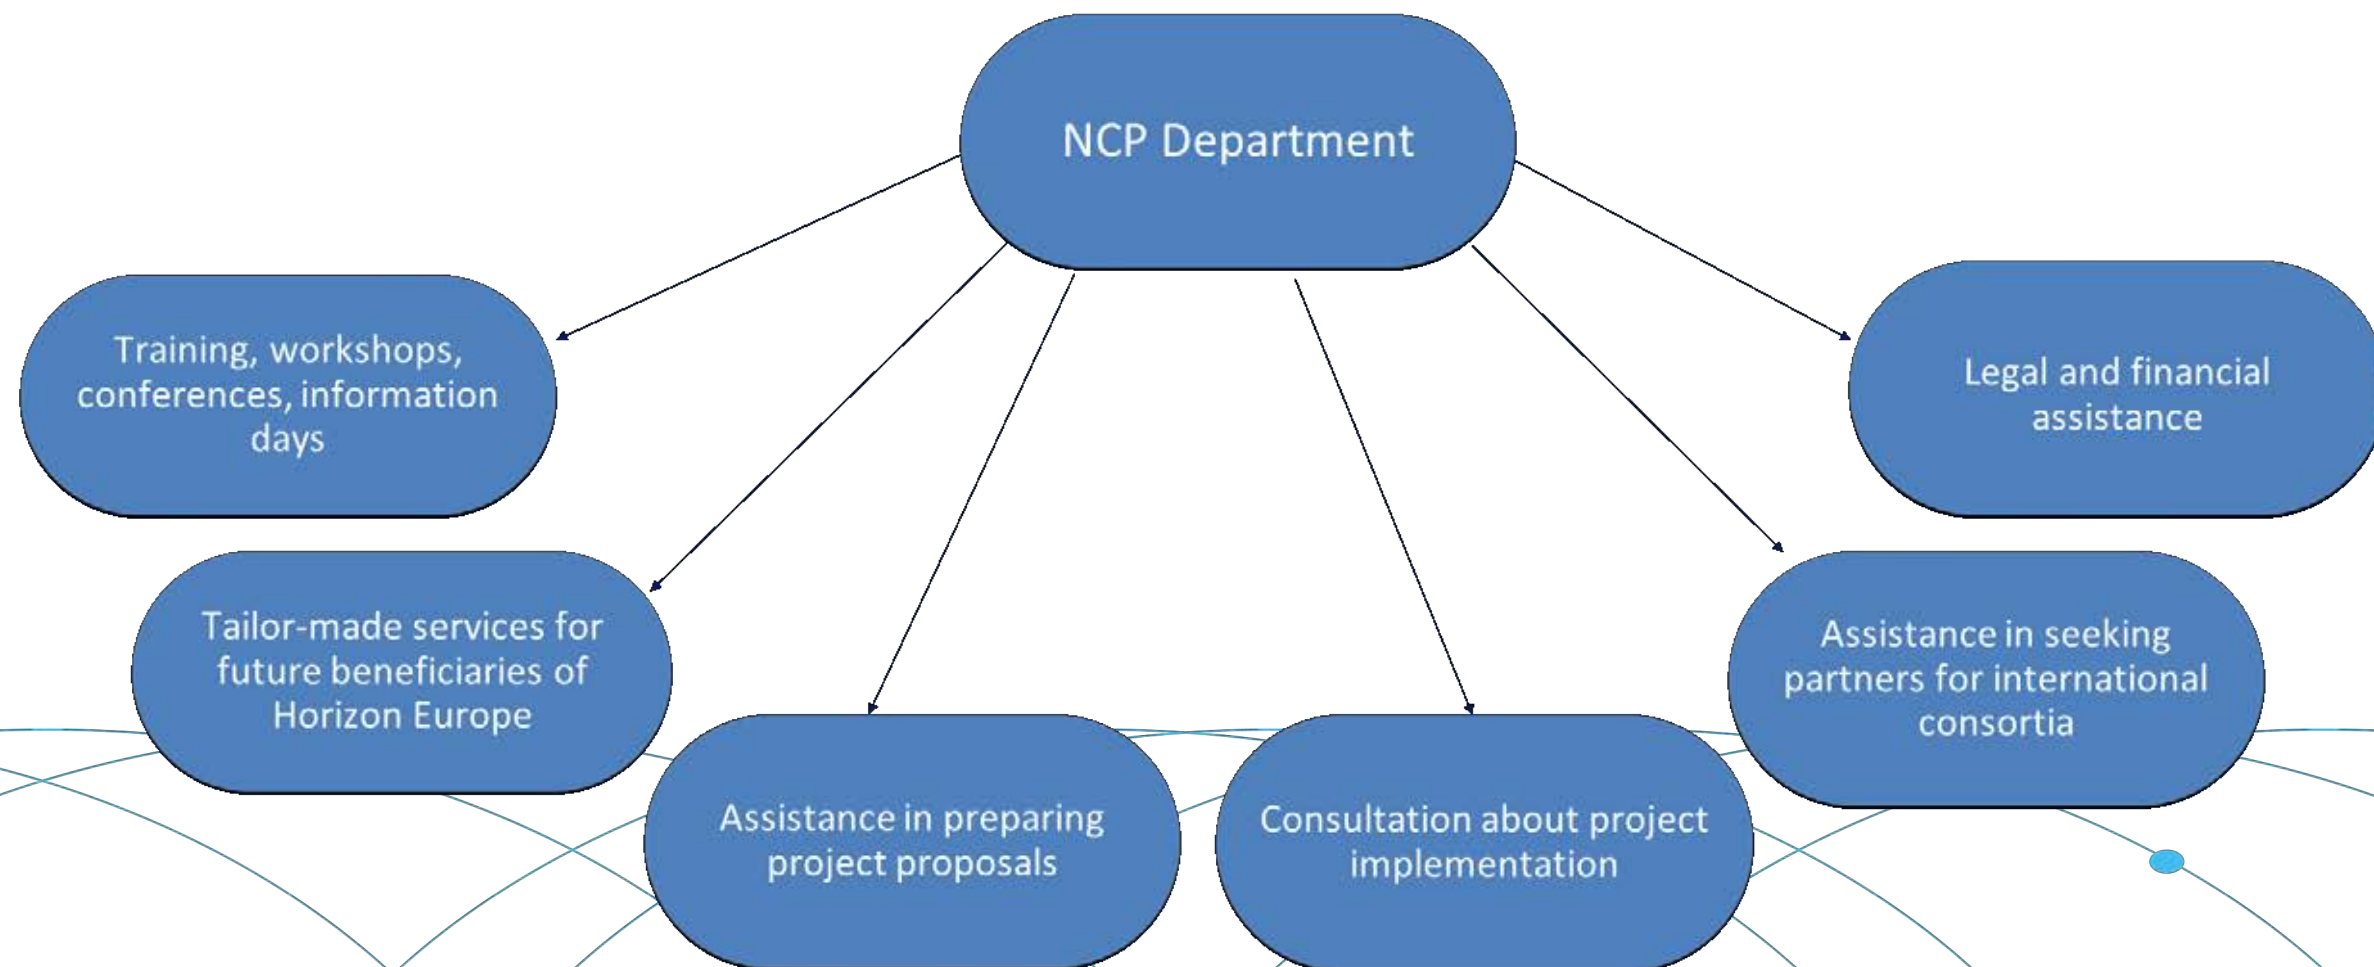 NCP Department
Training, workshops,
conferences, information
days
Legal and financial
assistance
Tailor-made services for
future beneficiaries of
Horizon Europe
Assistance in seeking
partners for international
consortia
Assistance in preparing
project proposals
Consultation about project
implementation